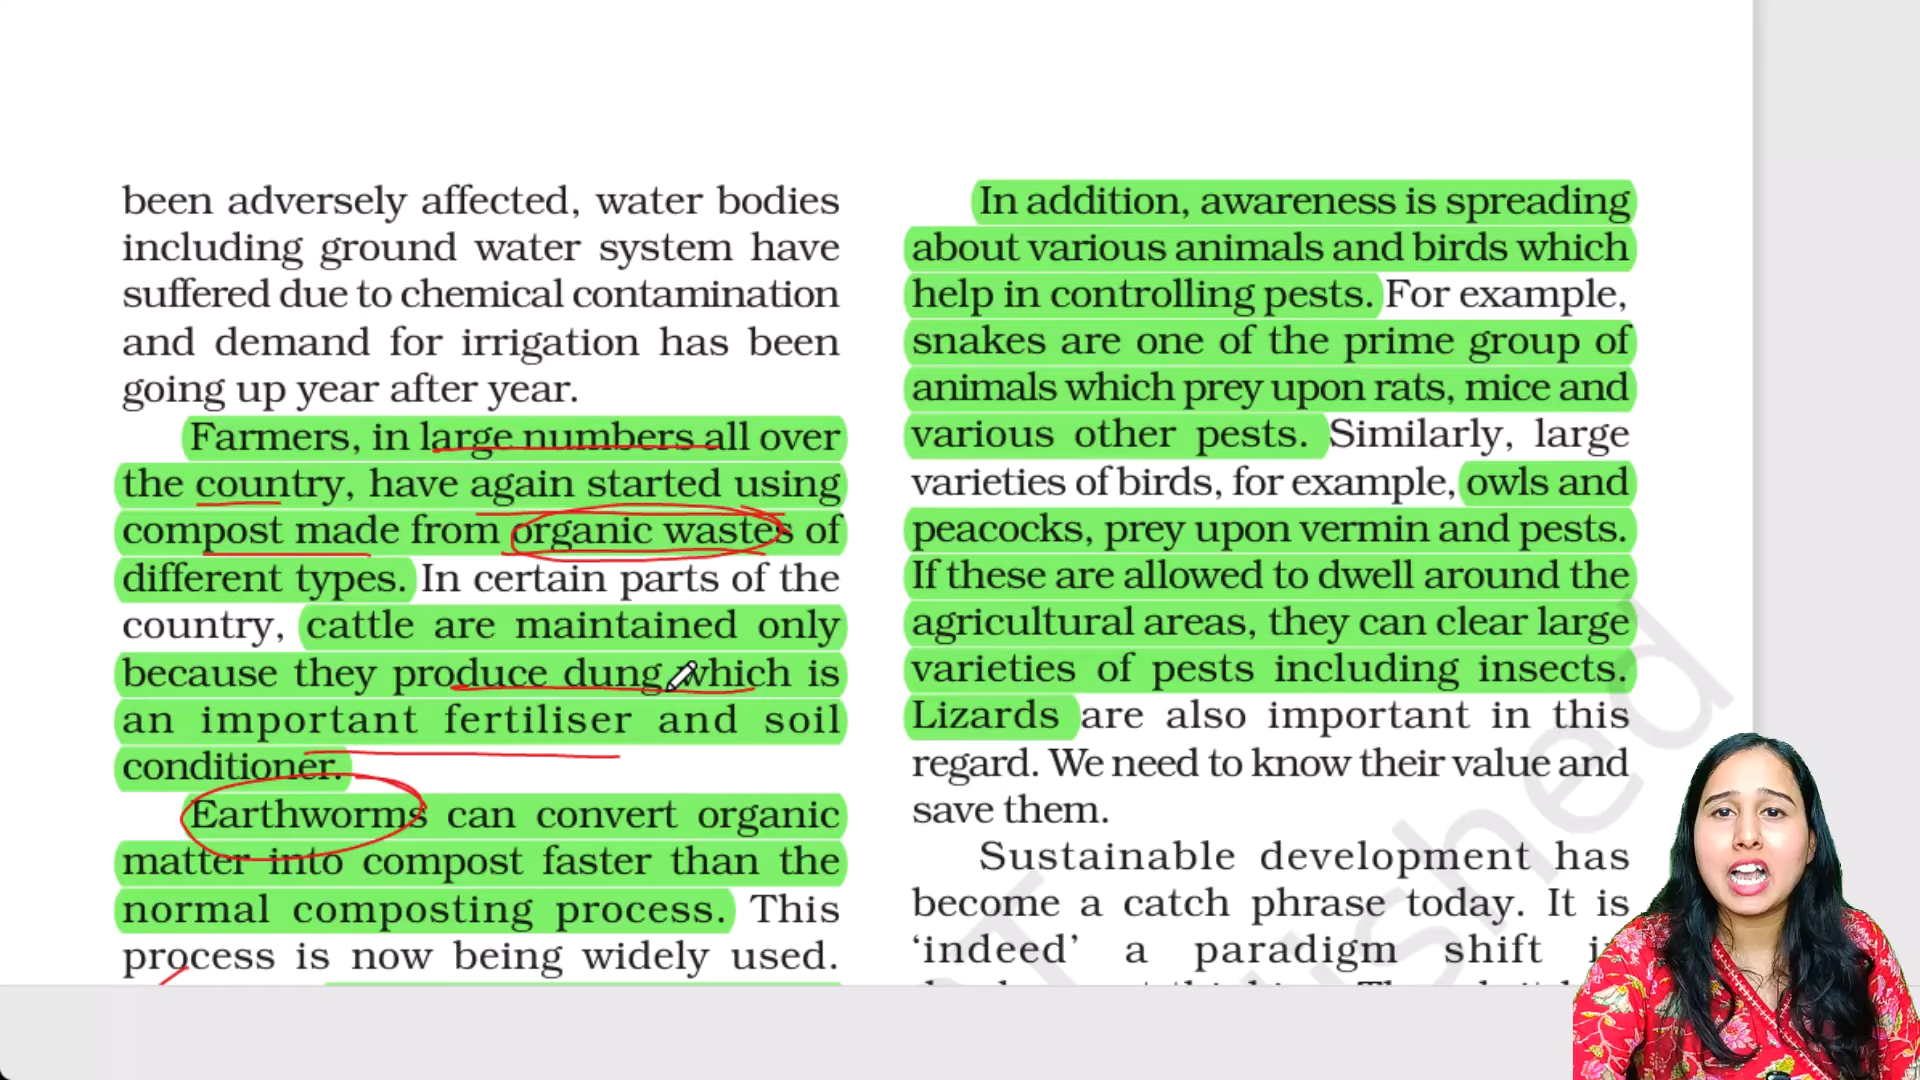 been adversely affected, water bodies
including ground water system have
suffered due to chemical contamination
and demand for irrigation has been
going up year after year.
Farmers, in large numbers all over
the country, have again started using
compost made from organic wastes of
different types. In certain parts of the
country, cattle are maintained only
because they produce dung which is
an important fertiliser and soil
conditioner.
Earthworms can convert organic
matter into compost faster than the
normal composting process. This
process is now being widely used.
In addition, awareness is spreading
about various animals and birds which
help in controlling pests. For example,
snakes are one of the prime group of
animals which prey upon rats, mice and
various other pests. Similarly, large
varieties of birds, for example, owls and
peacocks, prey upon vermin and pests.
If these are allowed to dwell around the
agricultural areas, they can clear large
varieties of pests including insects.
Lizards are also important in this
regard. We need to know their value and
save them.
Sustainable development has
become a catch phrase today. It is
‘indeed’ a paradigm shift